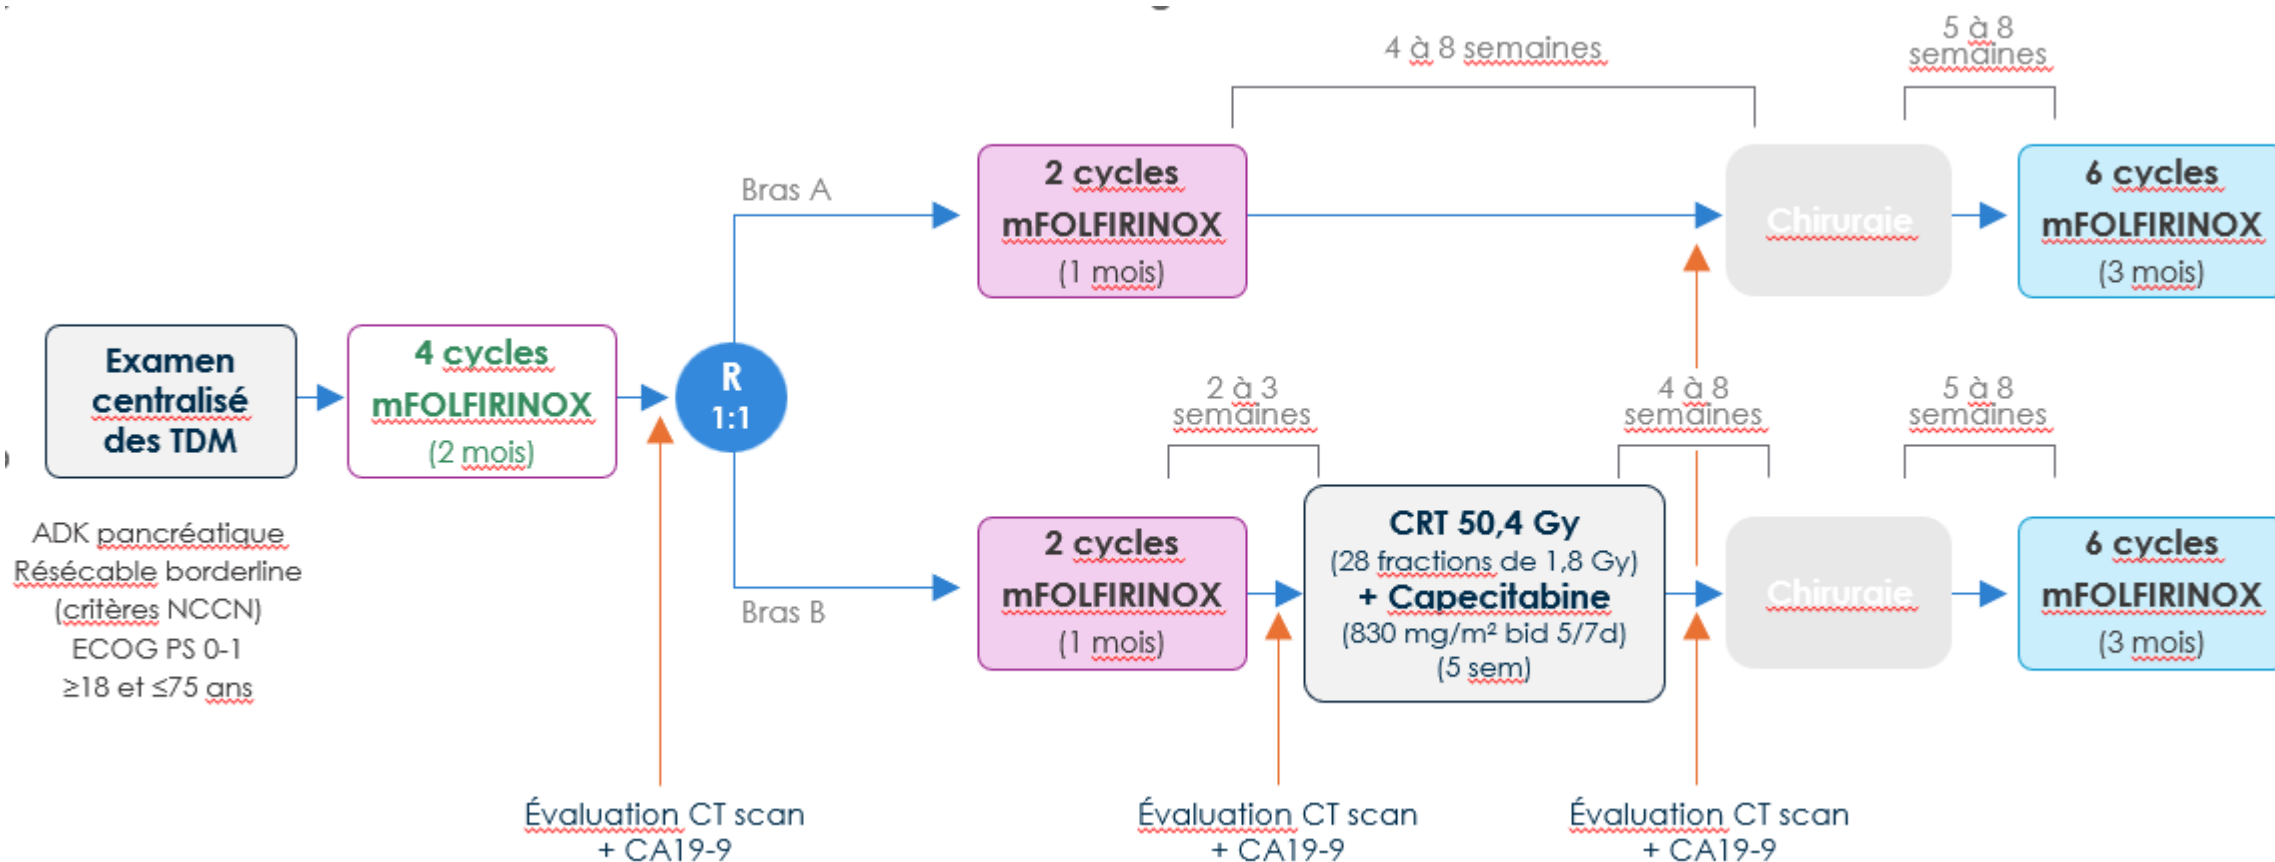 4 à 8 semaines
5 à 8
semaines
Bras A
2 cycles
mFOLFIRINOX
(1 mois)
Chirurgie
6 cycles
mFOLFIRINOX
(3 mois)
Examen
centralisé
des TDM
4 cycles
mFOLFIRINOX
(2 mois)
R
1:1
ADK pancréatique
Résécable borderline
(critères NCCN)
ECOG PS 0-1
≥18 et ≤75 ans
Bras B
2 cycles
mFOLFIRINOX
(1 mois)
2 à 3
semaines
CRT 50,4 Gy
(28 fractions de 1,8 Gy)
+ Capecitabine
(830 mg/m² bid 5/7d)
(5 sem)
4 à 8
semaines
Chirurgie
5 à 8
semaines
6 cycles
mFOLFIRINOX
(3 mois)
Évaluation CT scan
+ CA19-9
Évaluation CT scan
+ CA19-9
Évaluation CT scan
+ CA19-9